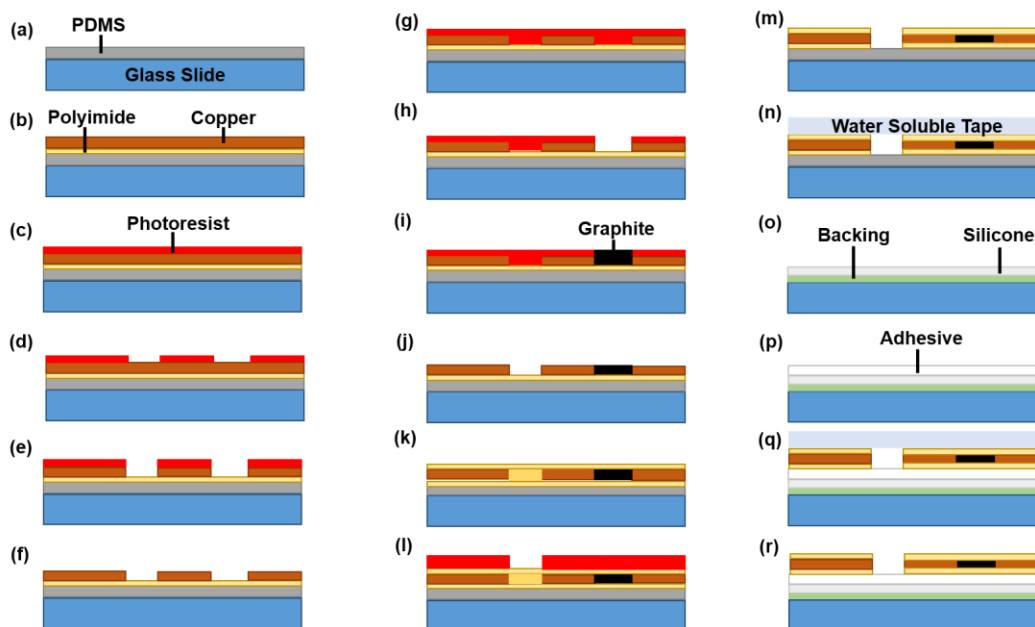 (a)
PDMS
Glass Slide
(b)
Polyimide
Copper
(c)
Photoresist
(d)
(e)
(f)
(g)
(h)
(i)
Graphite
(j)
(k)
(l)
(m)
(n)
Water Soluble Tape
(o)
Backing
Silicone
(p)
Adhesive
(q)
(r)